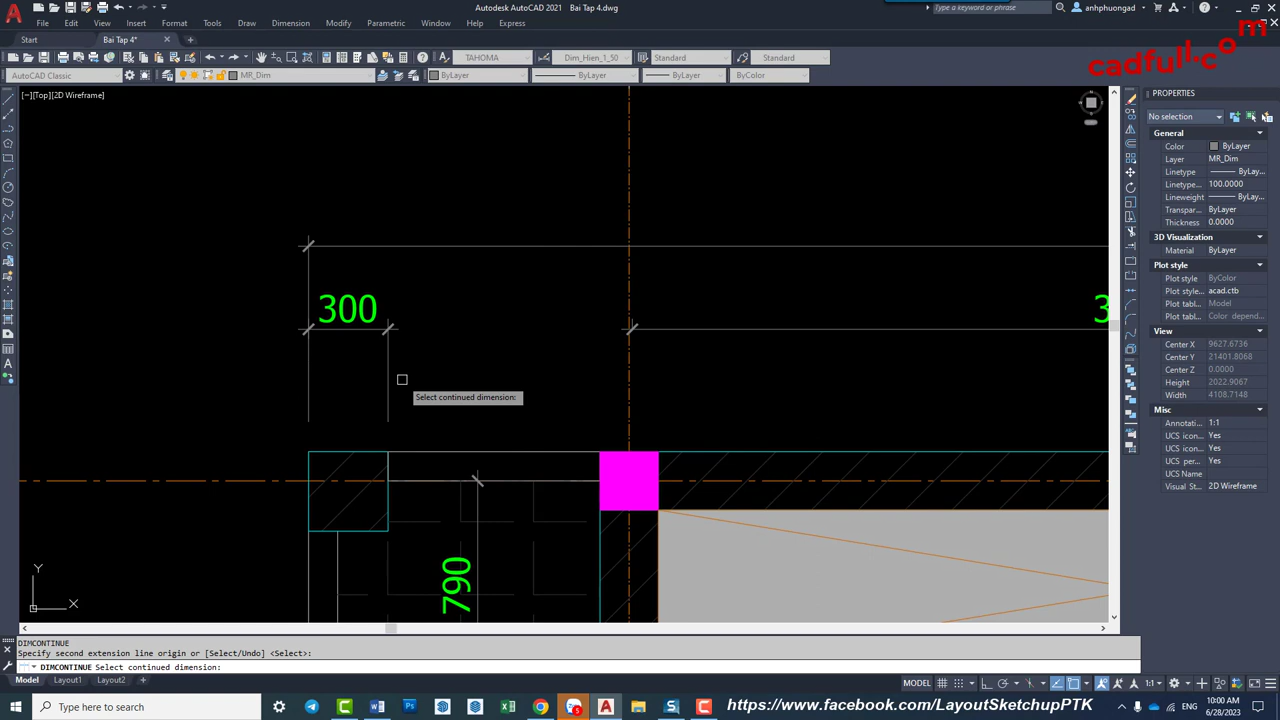 Autodesk AutoCAD 2021 Bai Tap 4.dwg
Type a keyword or phrase
anhphuongad
File Edit View Insert Format Tools Draw Dimension Modify Parametric Window Help Express
Start Bai Tap 4*
TAHOMA Dim_Hien_1_50 Standard Standard
AutoCAD Classic MR_Dim ByLayer ByLayer ByLayer ByColor
cadfull.com
[−][Top][2D Wireframe]
PROPERTIES
No selection
General
Color ByLayer
Layer MR_Dim
Linetype ByLay...
Linetype... 100.0000
Lineweight ByLay...
Transpar... ByLayer
Thickness 0.0000
3D Visualization
Material ByLayer
Plot style
Plot style ByColor
Plot style... acad.ctb
Plot tabl... Model
Plot tabl... Color depend...
View
Center X 9627.6736
Center Y 21401.8068
Center Z 0.0000
Height 2022.9067
Width 4108.7148
Misc
Annotati... 1:1
UCS icon... Yes
UCS icon... Yes
UCS per... Yes
UCS Name
Visual St... 2D Wireframe
300
3
Select continued dimension:
790
Y
X
DIMCONTINUE
Specify second extension line origin or [Select/Undo] <Select>:
DIMCONTINUE Select continued dimension:
Model Layout1 Layout2
MODEL 1:1
Type here to search
https://www.facebook.com/LayoutSketchupPTK
10:00 AM
6/28/2023